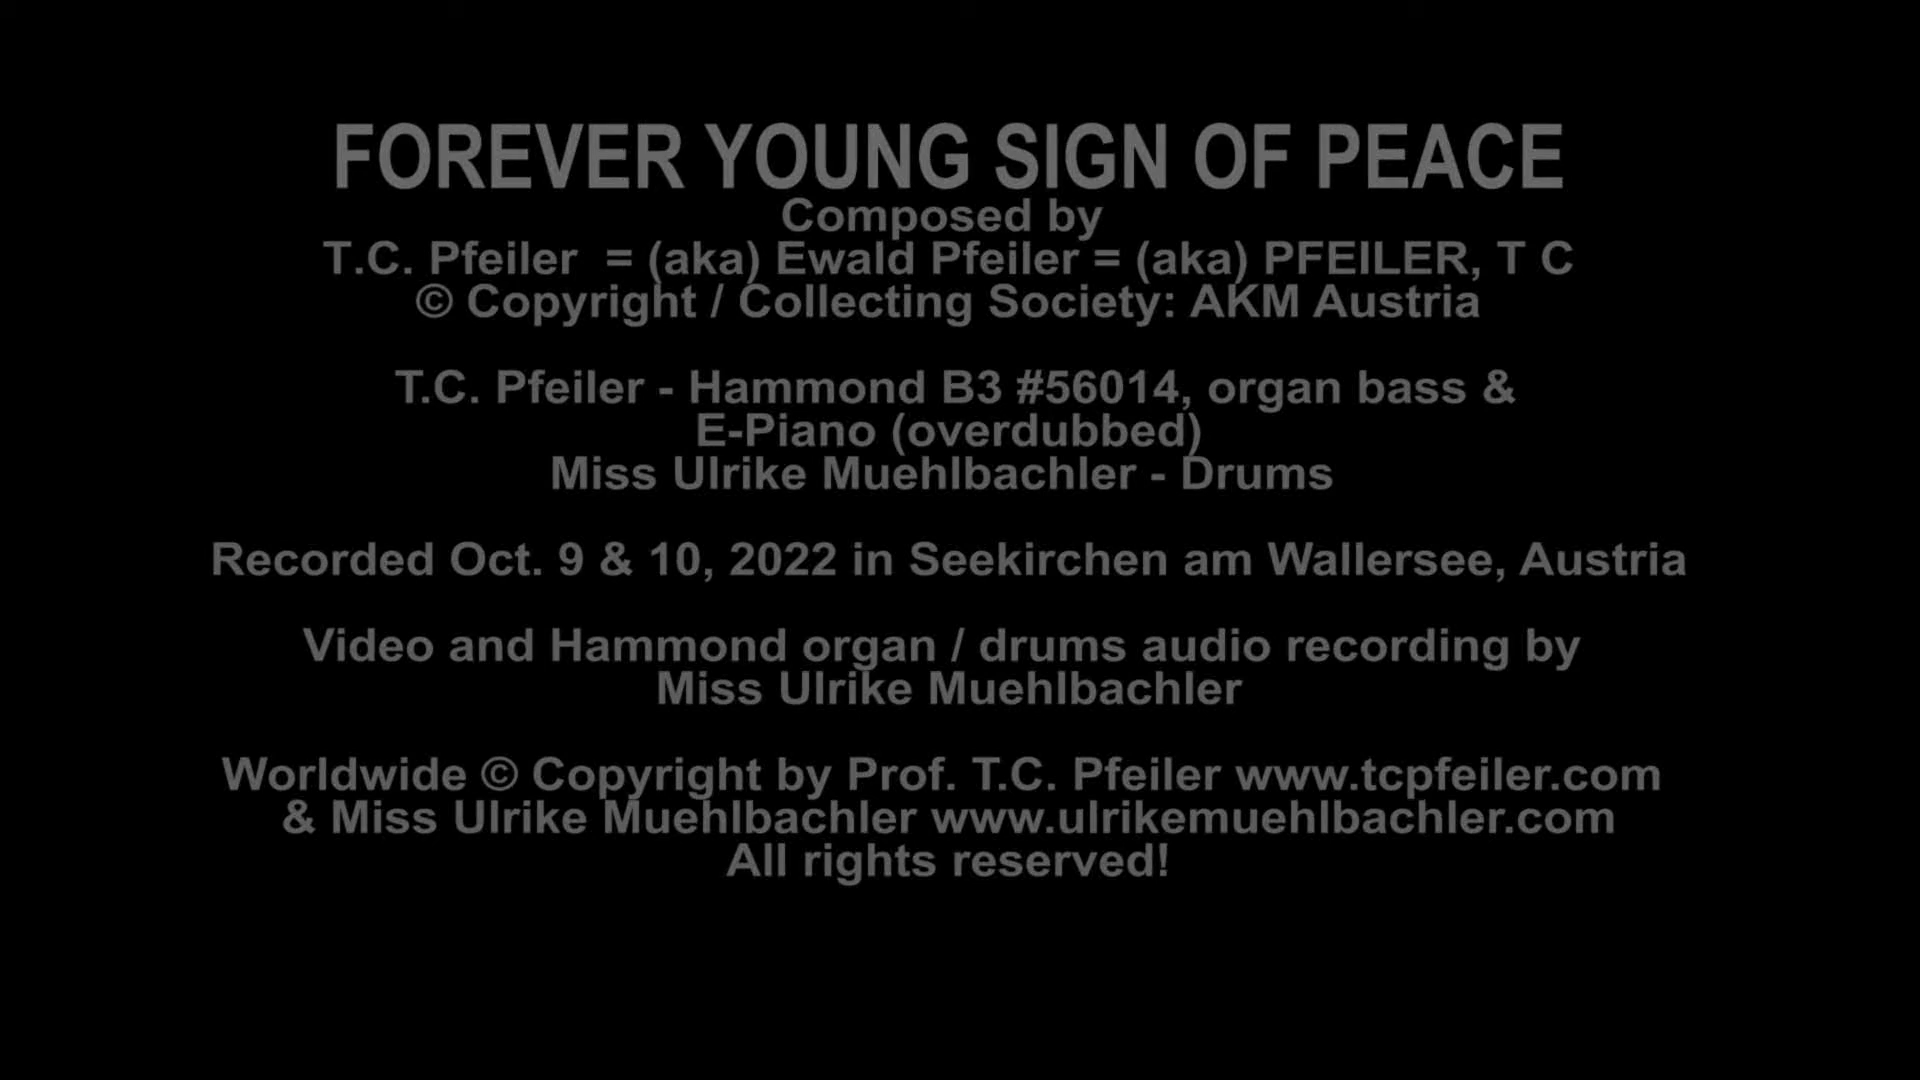 FOREVER YOUNG SIGN OF PEACE
Composed by
T.C. Pfeiler = (aka) Ewald Pfeiler = (aka) PFEILER, T C
© Copyright / Collecting Society: AKM Austria
T.C. Pfeiler - Hammond B3 #56014, organ bass &
E-Piano (overdubbed)
Miss Ulrike Muehlbachler - Drums
Recorded Oct. 9 & 10, 2022 in Seekirchen am Wallersee, Austria
Video and Hammond organ / drums audio recording by
Miss Ulrike Muehlbachler
Worldwide © Copyright by Prof. T.C. Pfeiler www.tcpfeiler.com
& Miss Ulrike Muehlbachler www.ulrikemuehlbachler.com
All rights reserved!